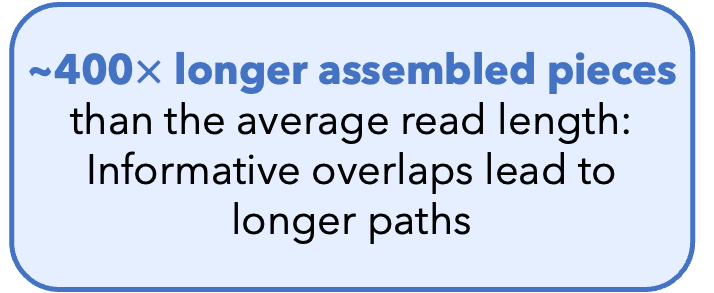 ~400× longer assembled pieces
than the average read length:
Informative overlaps lead to
longer paths